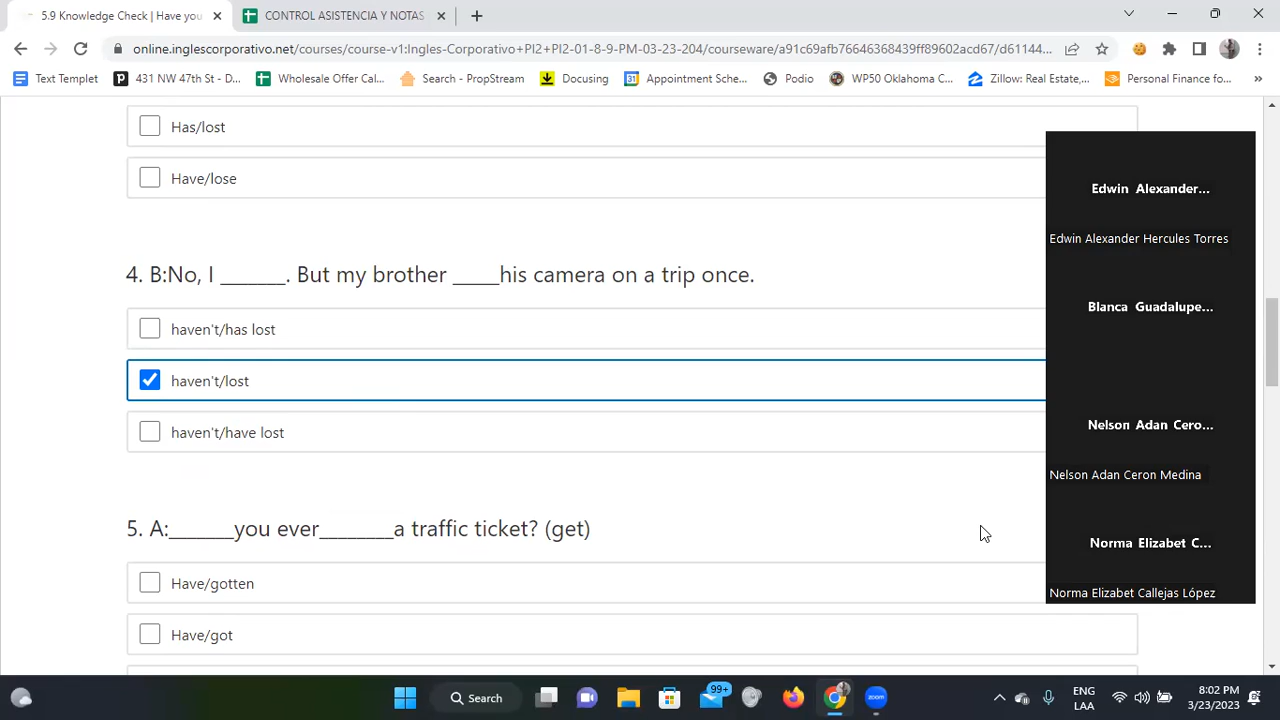 5.9 Knowledge Check | Have you
CONTROL ASISTENCIA Y NOTAS
online.inglescorporativo.net/courses/course-v1:Ingles-Corporativo+PI2+PI2-01-8-9-PM-03-23-204/courseware/a91c69afb76646368439ff89602acd67/d61144...
Text Templet
431 NW 47th St - D...
Wholesale Offer Cal...
Search - PropStream
Docusing
Appointment Sche...
Podio
WP50 Oklahoma C...
Zillow: Real Estate,...
Personal Finance fo...
»
Has/lost
Have/lose
4. B:No, I _______. But my brother _____his camera on a trip once.
haven't/has lost
haven't/lost
haven't/have lost
5. A:_______you ever________a traffic ticket? (get)
Have/gotten
Have/got
Edwin Alexander...
Edwin Alexander Hercules Torres
Blanca Guadalupe...
Nelson Adan Cero...
Nelson Adan Ceron Medina
Norma Elizabet C...
Norma Elizabet Callejas López
Search
99+
zoom
ENG
LAA
8:02 PM
3/23/2023